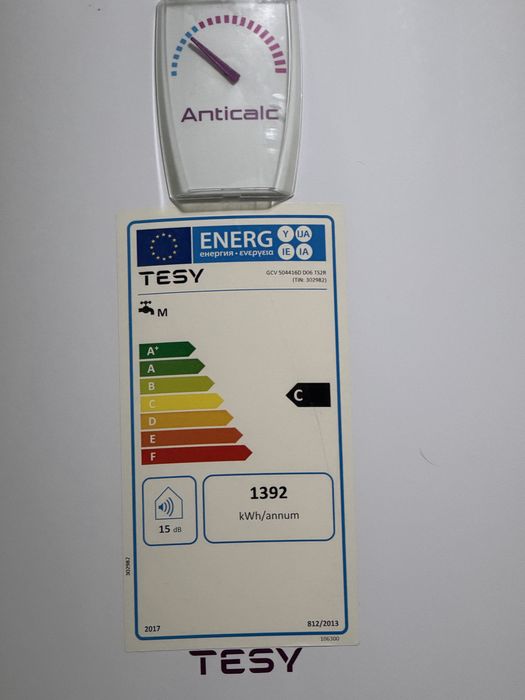 Anticalc
ENERG Y IJA
енергия · ενεργεια IE IA
TESY
GCV 504416D D06 TS2R
(TIN: 302982)
M
A+
A
B
C
C
D
E
F
15 dB
1392
kWh/annum
302982
2017
812/2013
106300
TESY